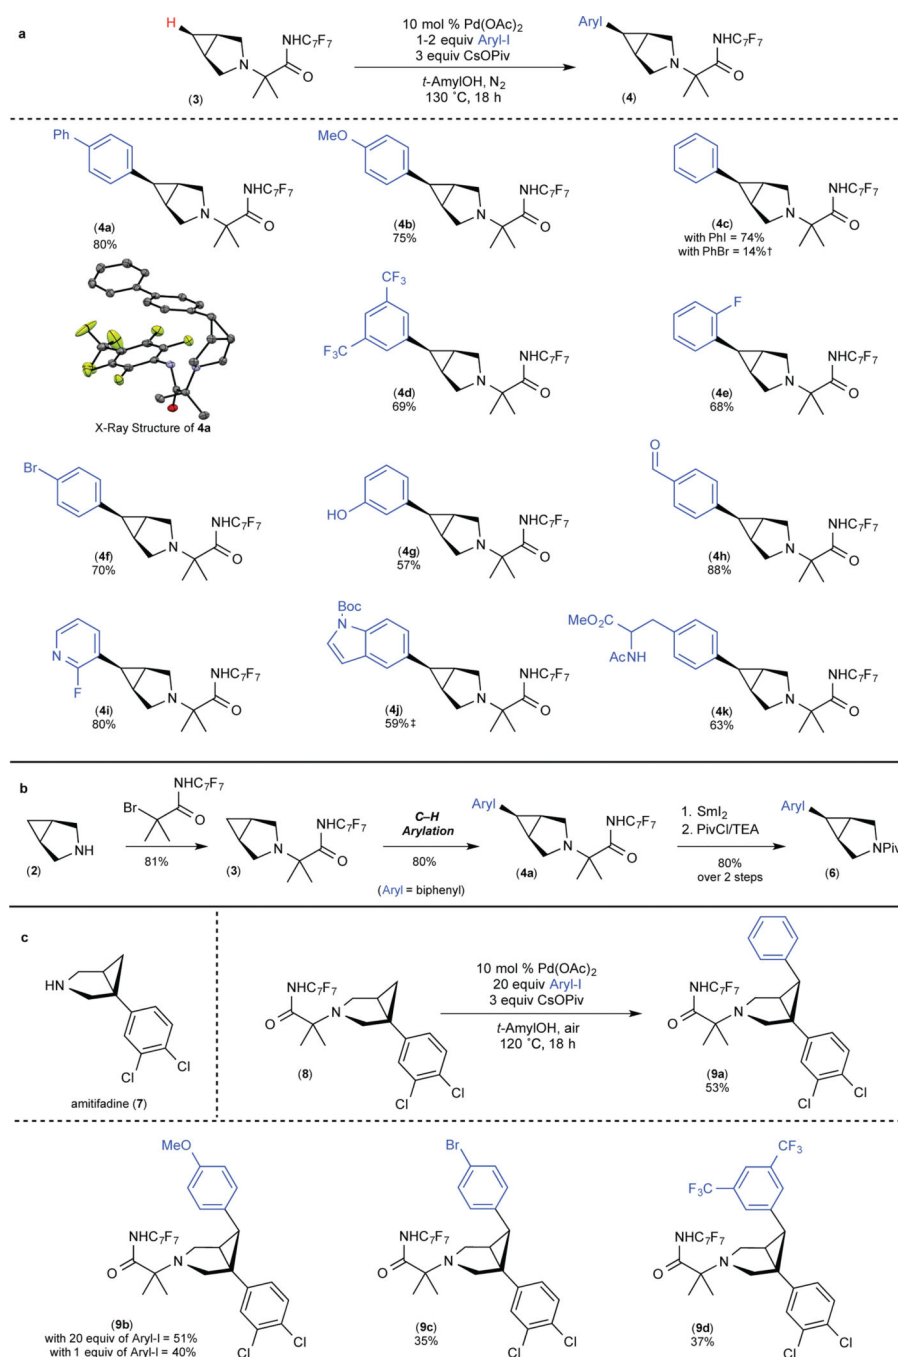 a
H
N
NHC7F7
O
(3)
10 mol % Pd(OAc)2
1-2 equiv Aryl-I
3 equiv CsOPiv
t-AmylOH, N2
130 ˚C, 18 h
Aryl
N
NHC7F7
O
(4)
Ph
N
NHC7F7
O
(4a)
80%
MeO
N
NHC7F7
O
(4b)
75%
N
NHC7F7
O
(4c)
with PhI = 74%
with PhBr = 14%†
X-Ray Structure of 4a
CF3
F3C
N
NHC7F7
O
(4d)
69%
F
N
NHC7F7
O
(4e)
68%
Br
N
NHC7F7
O
(4f)
70%
HO
N
NHC7F7
O
(4g)
57%
O
N
NHC7F7
O
(4h)
88%
N
F
N
NHC7F7
O
(4i)
80%
Boc
N
N
NHC7F7
O
(4j)
59%‡
MeO2C
AcN
H
N
NHC7F7
O
(4k)
63%
b
NH
(2)
Br
NHC7F7
O
81%
N
NHC7F7
O
(3)
C–H
Arylation
80%
(Aryl = biphenyl)
Aryl
N
NHC7F7
O
(4a)
1. SmI2
2. PivCl/TEA
80%
over 2 steps
Aryl
NPiv
(6)
c
HN
Cl
Cl
amitifadine (7)
NHC7F7
O
N
Cl
Cl
(8)
10 mol % Pd(OAc)2
20 equiv Aryl-I
3 equiv CsOPiv
t-AmylOH, air
120 ˚C, 18 h
NHC7F7
O
N
Cl
Cl
(9a)
53%
MeO
NHC7F7
O
N
Cl
Cl
(9b)
with 20 equiv of Aryl-I = 51%
with 1 equiv of Aryl-I = 40%
Br
NHC7F7
O
N
Cl
Cl
(9c)
35%
CF3
F3C
NHC7F7
O
N
Cl
Cl
(9d)
37%